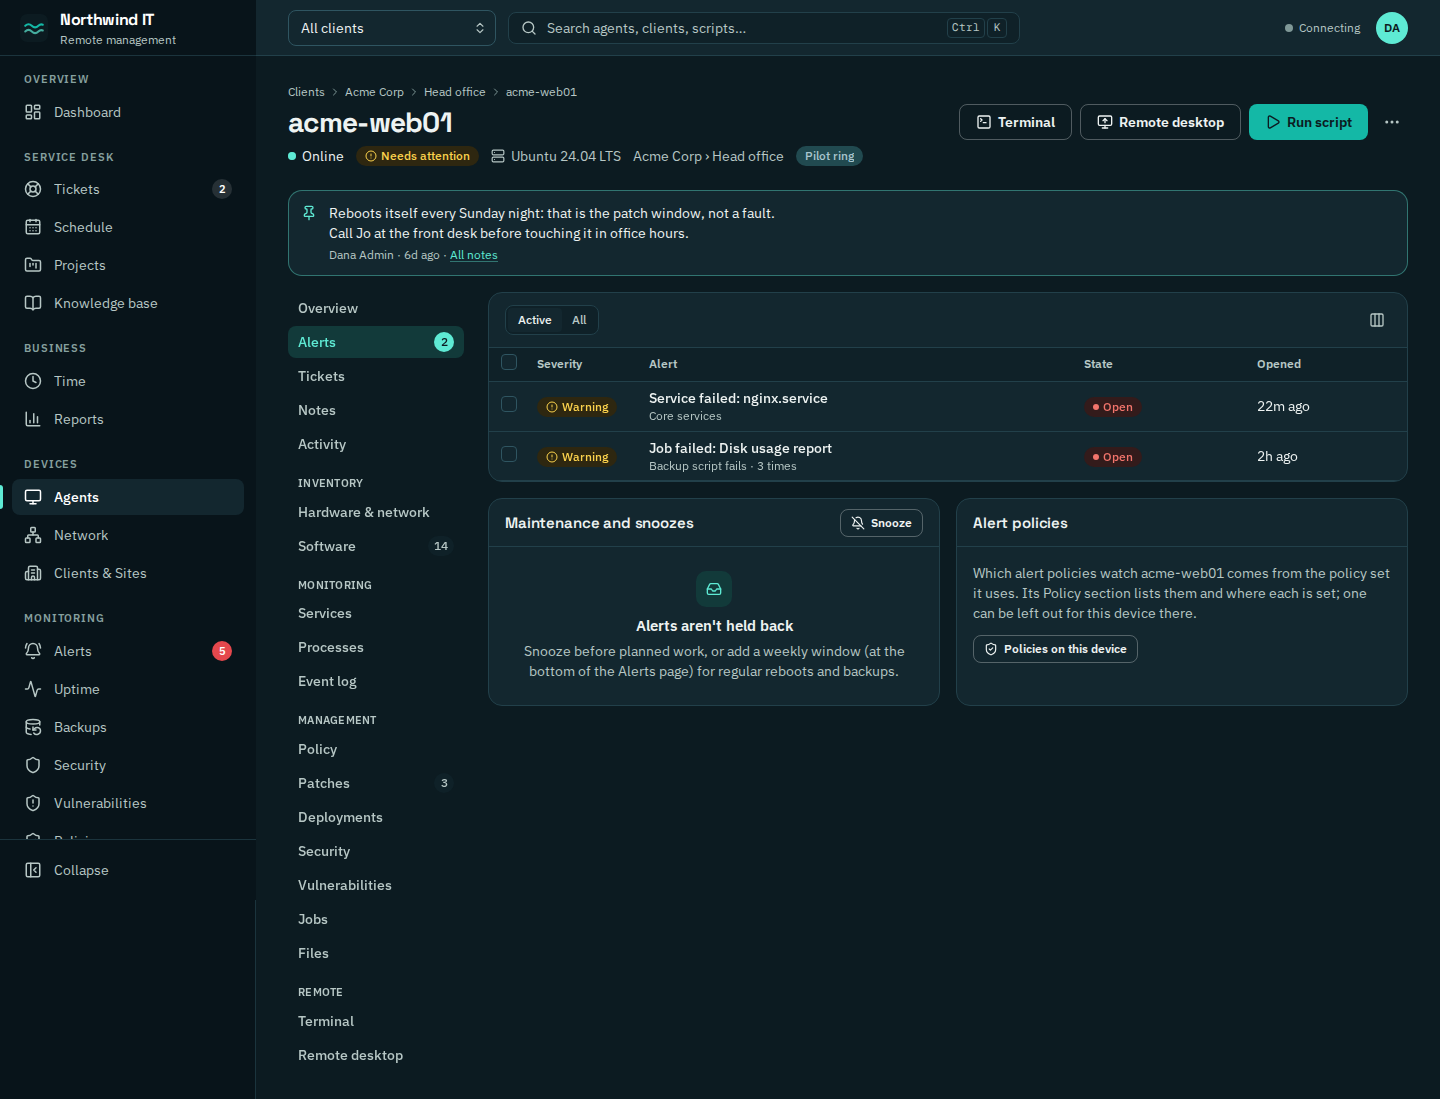 Northwind IT
Remote management
All clients
Search agents, clients, scripts...
Ctrl K
Connecting
DA
OVERVIEW
Dashboard
SERVICE DESK
Tickets 2
Schedule
Projects
Knowledge base
BUSINESS
Time
Reports
DEVICES
Agents
Network
Clients & Sites
MONITORING
Alerts 5
Uptime
Backups
Security
Vulnerabilities
Collapse
Clients > Acme Corp > Head office > acme-web01
acme-web01
Terminal
Remote desktop
Run script
Online
Needs attention
Ubuntu 24.04 LTS
Acme Corp › Head office
Pilot ring
Reboots itself every Sunday night: that is the patch window, not a fault.
Call Jo at the front desk before touching it in office hours.
Dana Admin · 6d ago · All notes
Overview
Alerts 2
Tickets
Notes
Activity
INVENTORY
Hardware & network
Software 14
MONITORING
Services
Processes
Event log
MANAGEMENT
Policy
Patches 3
Deployments
Security
Vulnerabilities
Jobs
Files
REMOTE
Terminal
Remote desktop
Active All
Severity Alert State Opened
Warning Service failed: nginx.service Open 22m ago
Core services
Warning Job failed: Disk usage report Open 2h ago
Backup script fails · 3 times
Maintenance and snoozes
Snooze
Alerts aren't held back
Snooze before planned work, or add a weekly window (at the
bottom of the Alerts page) for regular reboots and backups.
Alert policies
Which alert policies watch acme-web01 comes from the policy set
it uses. Its Policy section lists them and where each is set; one
can be left out for this device there.
Policies on this device